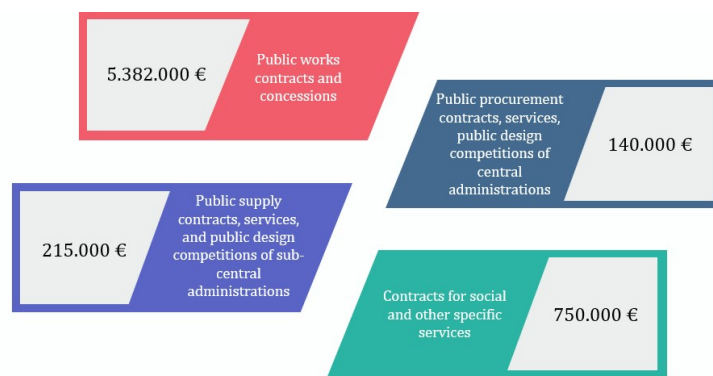 5.382.000 €
Public works
contracts and
concessions
Public procurement
contracts, services,
public design
competitions of
central
administrations
140.000 €
215.000 €
Public supply
contracts, services,
and public design
competitions of sub-
central
administrations
Contracts for social
and other specific
services
750.000 €